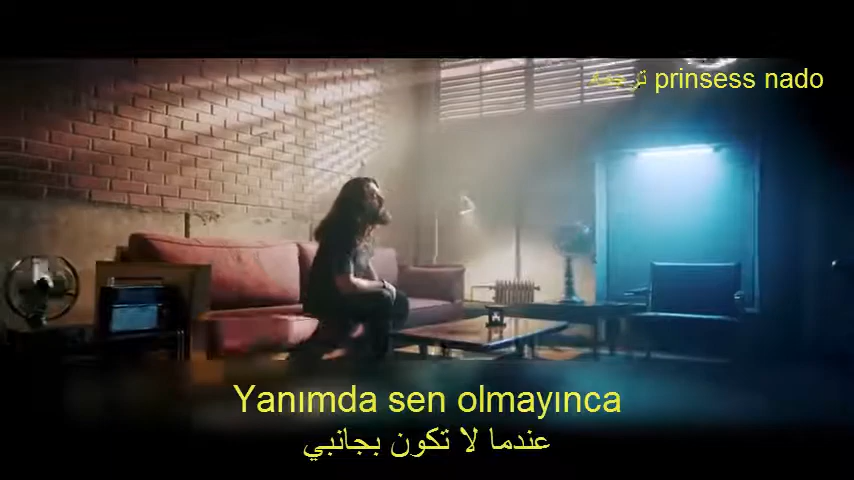 ترجمة prinsess nado
Yanımda sen olmayınca
عندما لا تكون بجانبي